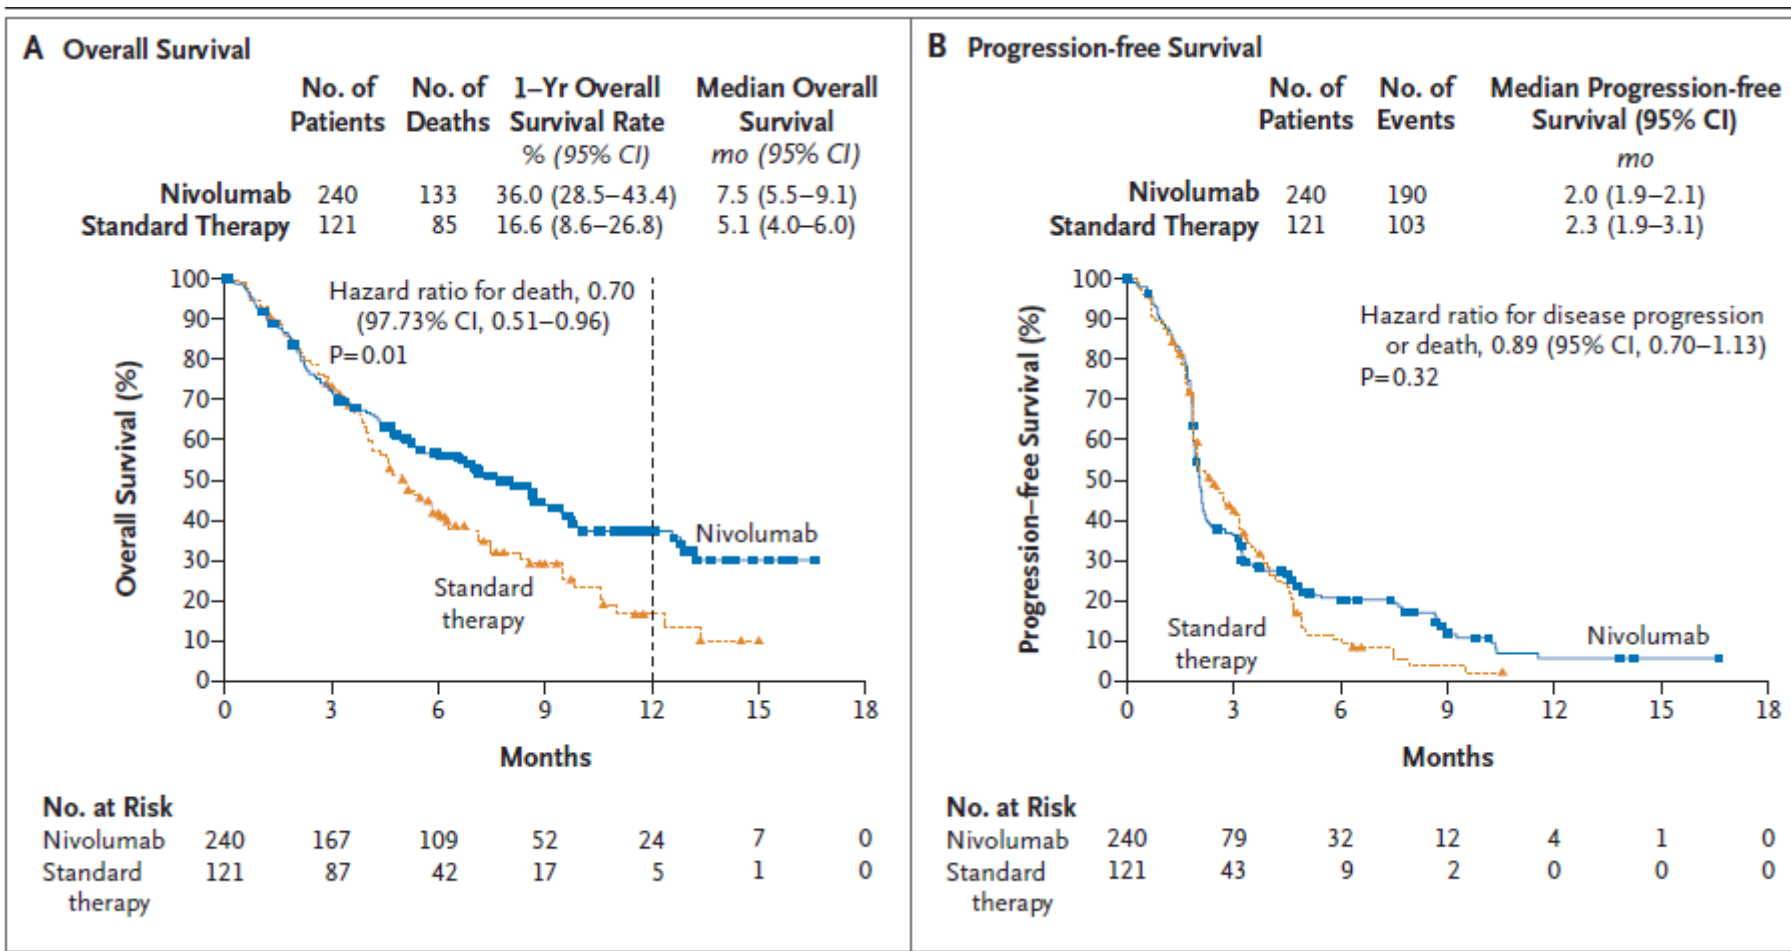 A Overall Survival
No. of Patients No. of Deaths 1–Yr Overall Survival Rate Median Overall Survival
% (95% CI) mo (95% CI)
Nivolumab 240 133 36.0 (28.5–43.4) 7.5 (5.5–9.1)
Standard Therapy 121 85 16.6 (8.6–26.8) 5.1 (4.0–6.0)
Overall Survival (%)
100
90
80
70
60
50
40
30
20
10
0
Hazard ratio for death, 0.70
(97.73% CI, 0.51–0.96)
P=0.01
Nivolumab
Standard
therapy
0 3 6 9 12 15 18
Months
No. at Risk
Nivolumab 240 167 109 52 24 7 0
Standard 121 87 42 17 5 1 0
therapy
B Progression-free Survival
No. of Patients No. of Events Median Progression-free Survival (95% CI)
mo
Nivolumab 240 190 2.0 (1.9–2.1)
Standard Therapy 121 103 2.3 (1.9–3.1)
Progression–free Survival (%)
100
90
80
70
60
50
40
30
20
10
0
Hazard ratio for disease progression
or death, 0.89 (95% CI, 0.70–1.13)
P=0.32
Standard
therapy
Nivolumab
0 3 6 9 12 15 18
Months
No. at Risk
Nivolumab 240 79 32 12 4 1 0
Standard 121 43 9 2 0 0 0
therapy